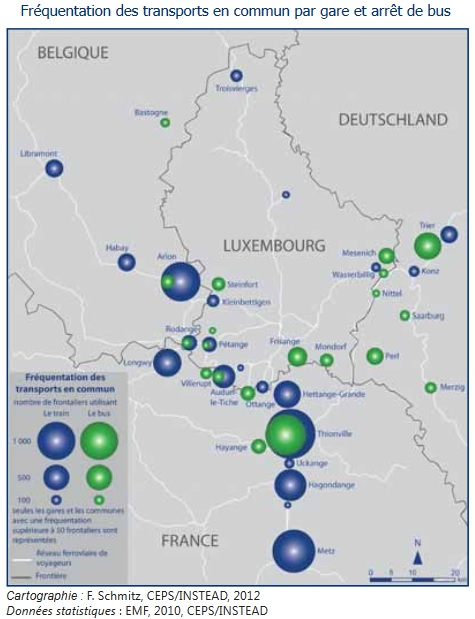 Fréquentation des transports en commun par gare et arrêt de bus
BELGIQUE
Troisvierges
Bastogne
DEUTSCHLAND
Libramont
Trier
LUXEMBOURG
Habay
Arlon
Mesenich
Wasserbillig
Konz
Steinfort
Kleinbettigen
Nittel
Saarburg
Rodange
Pétange
Frisange
Mondorf
Perl
Longwy
Villerupt
Audun-
le-Tiche
Ottange
Hettange-Grande
Merzig
Fréquentation des
transports en commun
nombre de frontaliers utilisant
Le train
Le bus
1 000
500
100
seules les gares et les communes
avec une fréquentation
supérieure à 50 frontaliers sont
représentées
Réseau ferroviaire de
voyageurs
Frontière
Thionville
Hayange
Uckange
Hagondange
FRANCE
Metz
N
0 5 10 km
Cartographie : F. Schmitz, CEPS/INSTEAD, 2012
Données statistiques : EMF, 2010, CEPS/INSTEAD